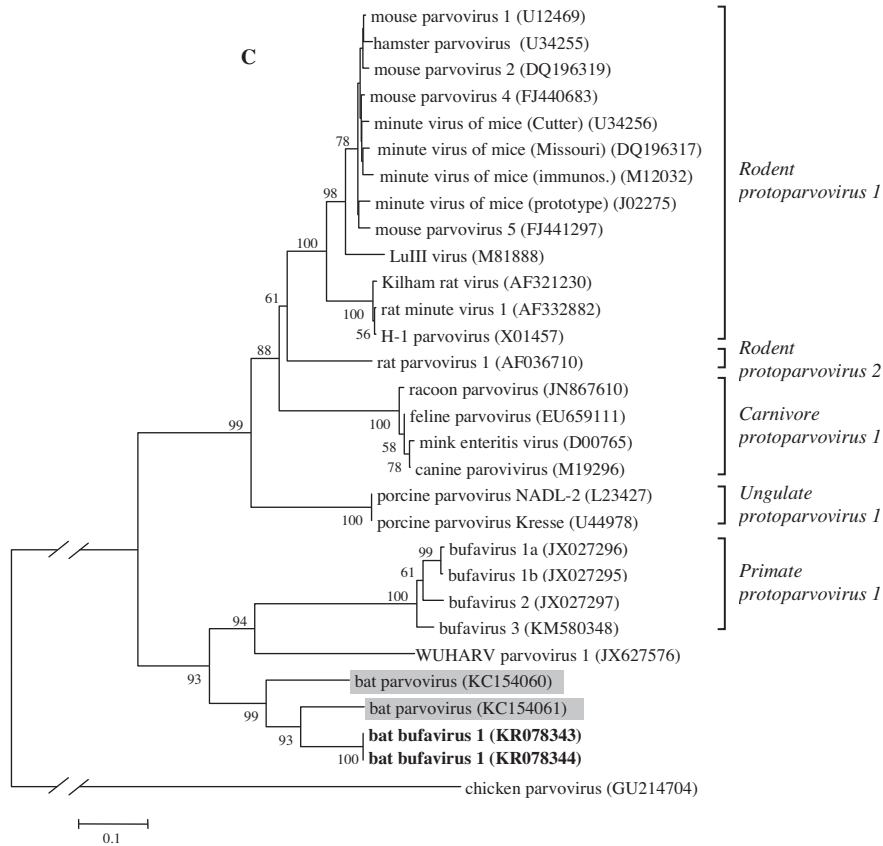 C
mouse parvovirus 1 (U12469)
hamster parvovirus (U34255)
mouse parvovirus 2 (DQ196319)
mouse parvovirus 4 (FJ440683)
minute virus of mice (Cutter) (U34256)
minute virus of mice (Missouri) (DQ196317)
minute virus of mice (immunos.) (M12032)
minute virus of mice (prototype) (J02275)
mouse parvovirus 5 (FJ441297)
LuIII virus (M81888)
Kilham rat virus (AF321230)
rat minute virus 1 (AF332882)
H-1 parvovirus (X01457)
rat parvovirus 1 (AF036710)
racoon parvovirus (JN867610)
feline parvovirus (EU659111)
mink enteritis virus (D00765)
canine parovivirus (M19296)
porcine parvovirus NADL-2 (L23427)
porcine parvovirus Kresse (U44978)
bufavirus 1a (JX027296)
bufavirus 1b (JX027295)
bufavirus 2 (JX027297)
bufavirus 3 (KM580348)
WUHARV parvovirus 1 (JX627576)
bat parvovirus (KC154060)
bat parvovirus (KC154061)
bat bufavirus 1 (KR078343)
bat bufavirus 1 (KR078344)
chicken parvovirus (GU214704)
Rodent
protoparvovirus 1
Rodent
protoparvovirus 2
Carnivore
protoparvovirus 1
Ungulate
protoparvovirus 1
Primate
protoparvovirus 1
78
98
100
100
56
61
88
100
58
78
99
100
99
61
100
94
93
99
93
100
0.1